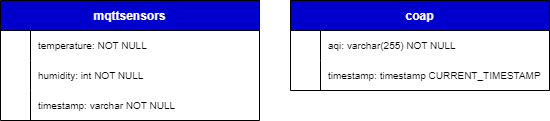 mqttsensors
temperature: NOT NULL
humidity: int NOT NULL
timestamp: varchar NOT NULL
coap
aqi: varchar(255) NOT NULL
timestamp: timestamp CURRENT_TIMESTAMP